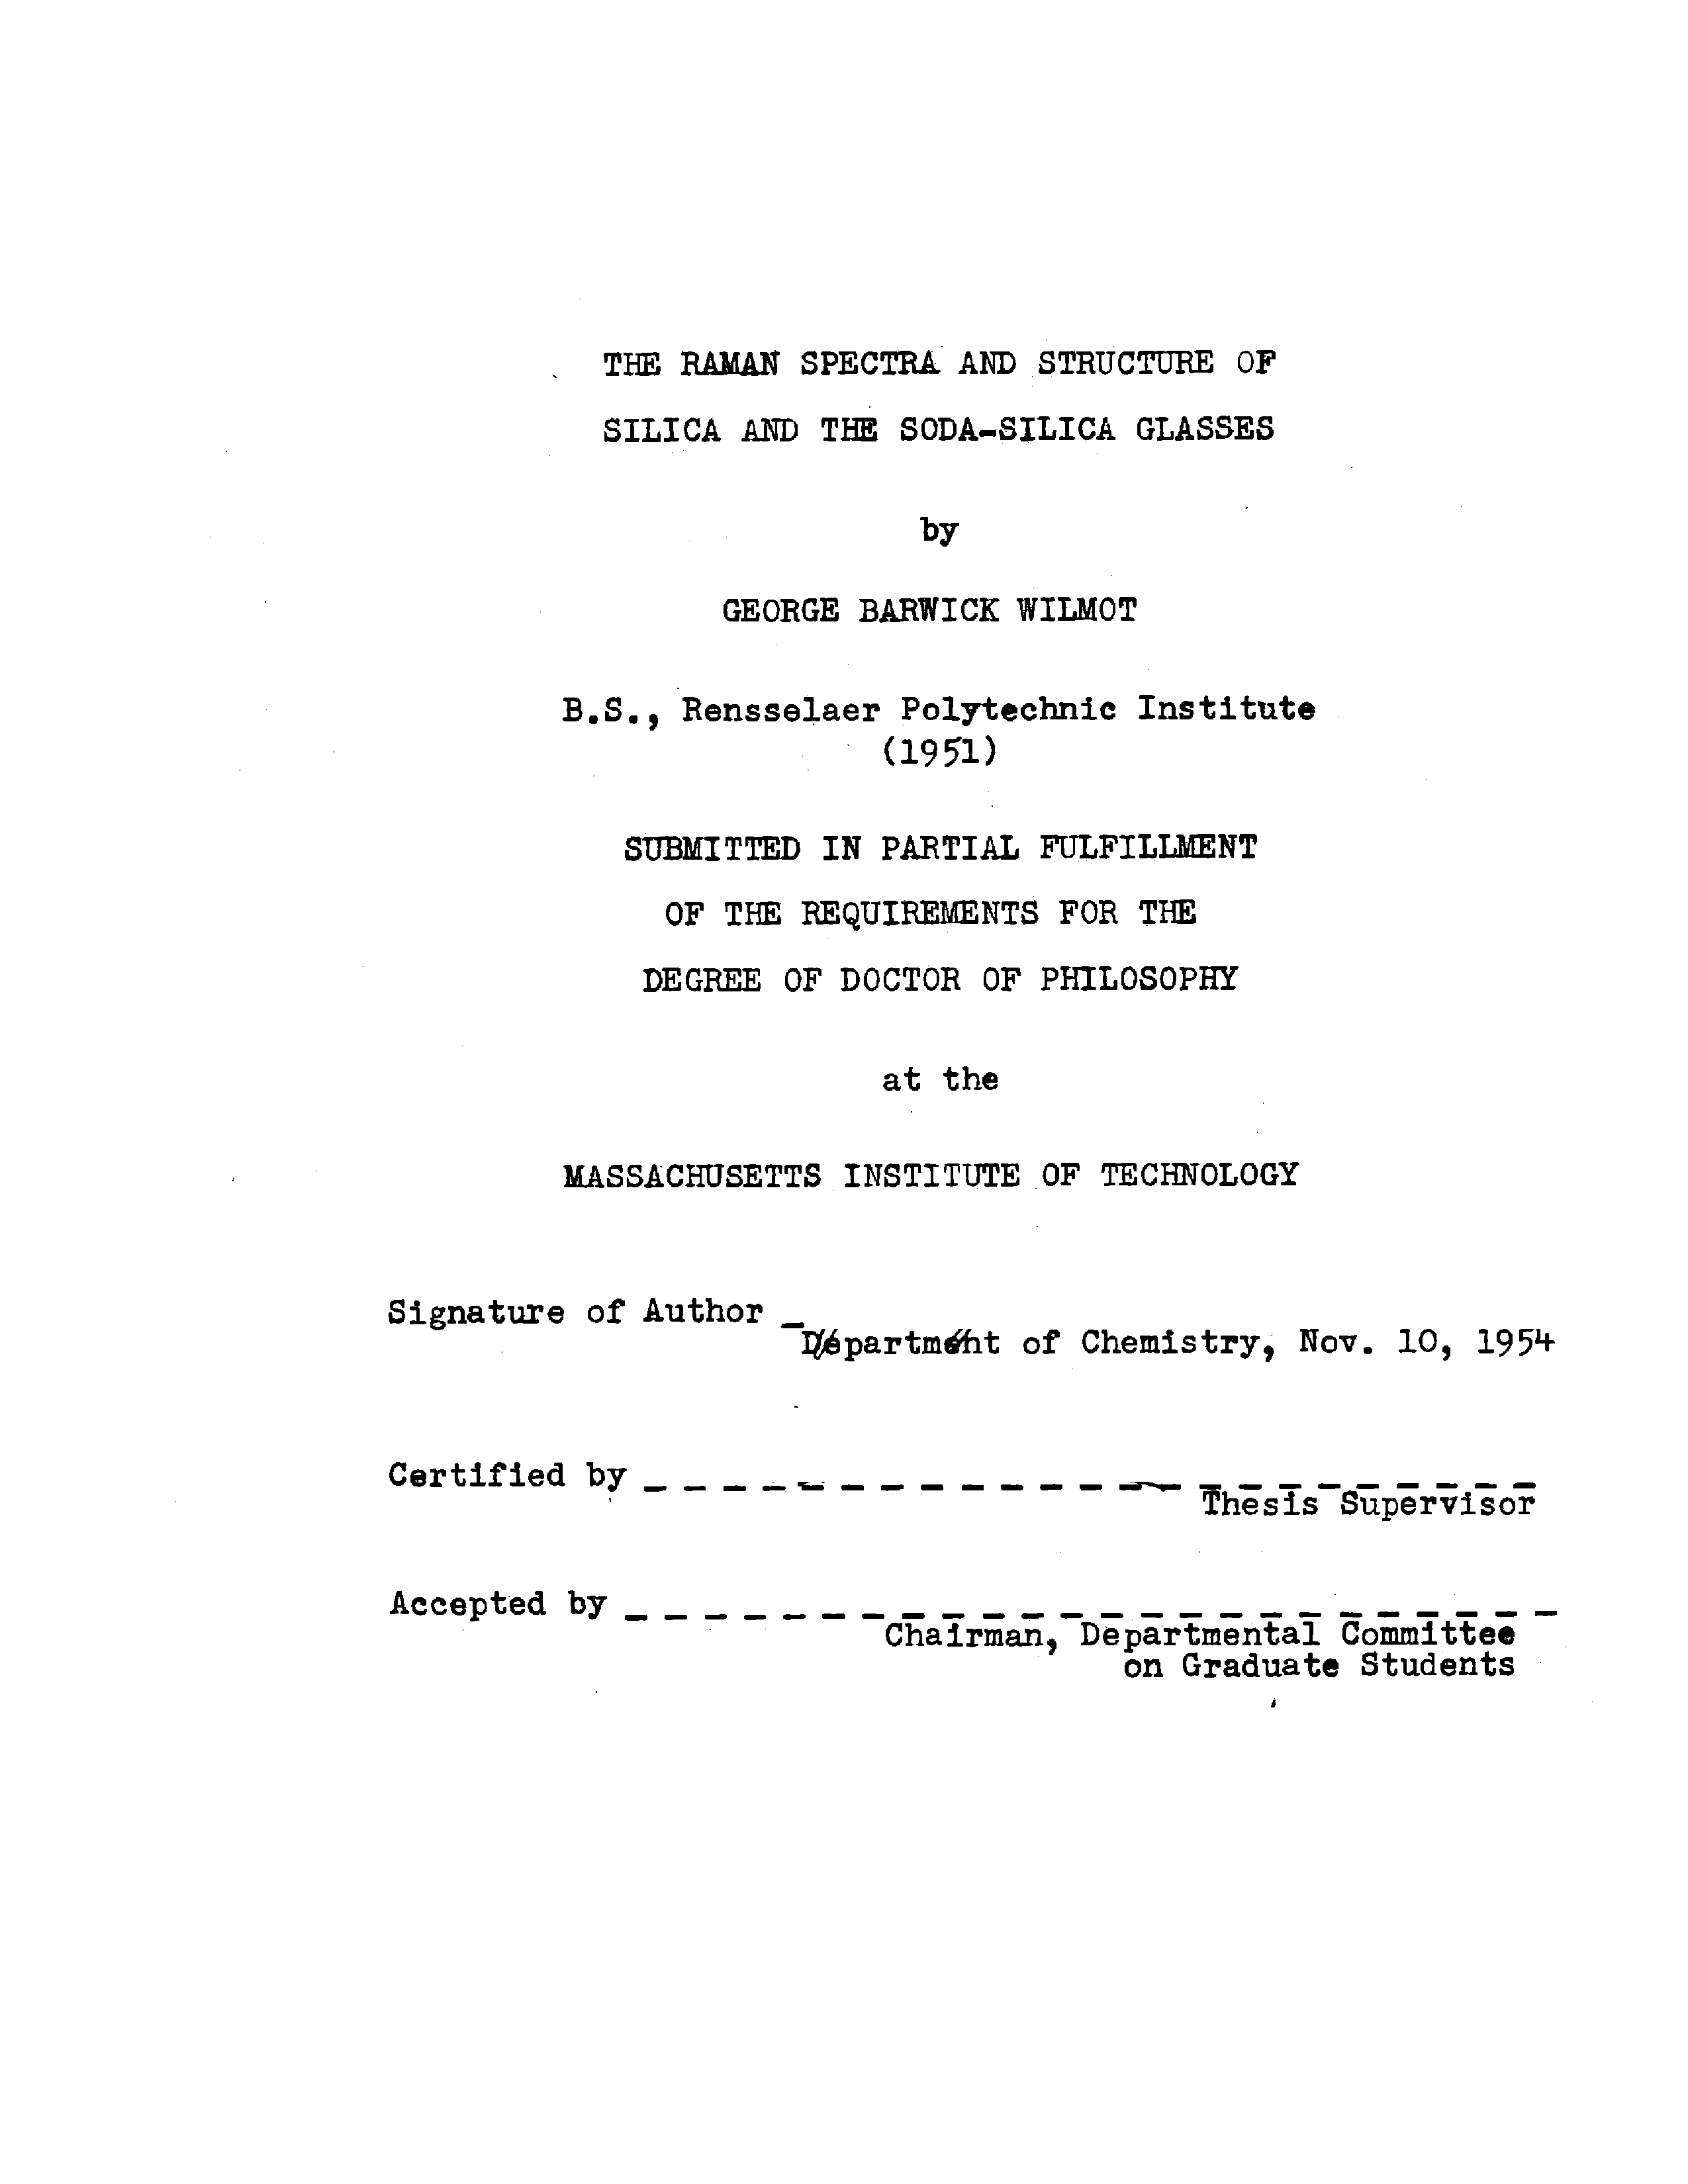 THE RAMAN SPECTRA AND STRUCTURE OF
SILICA AND THE SODA-SILICA GLASSES
by
GEORGE BARWICK WILMOT
B.S., Rensselaer Polytechnic Institute
(1951)
SUBMITTED IN PARTIAL FULFILLMENT
OF THE REQUIREMENTS FOR THE
DEGREE OF DOCTOR OF PHILOSOPHY
at the
MASSACHUSETTS INSTITUTE OF TECHNOLOGY
Signature of Author _
Department of Chemistry, Nov. 10, 1954
Certified by _ _ _ _ _ _ _ _ _ _ _ _ _ _ _ _ _ _ _ _ _ _ _
Thesis Supervisor
Accepted by _ _ _ _ _ _ _ _ _ _ _ _ _ _ _ _ _ _ _ _ _ _ _ _
Chairman, Departmental Committee
on Graduate Students